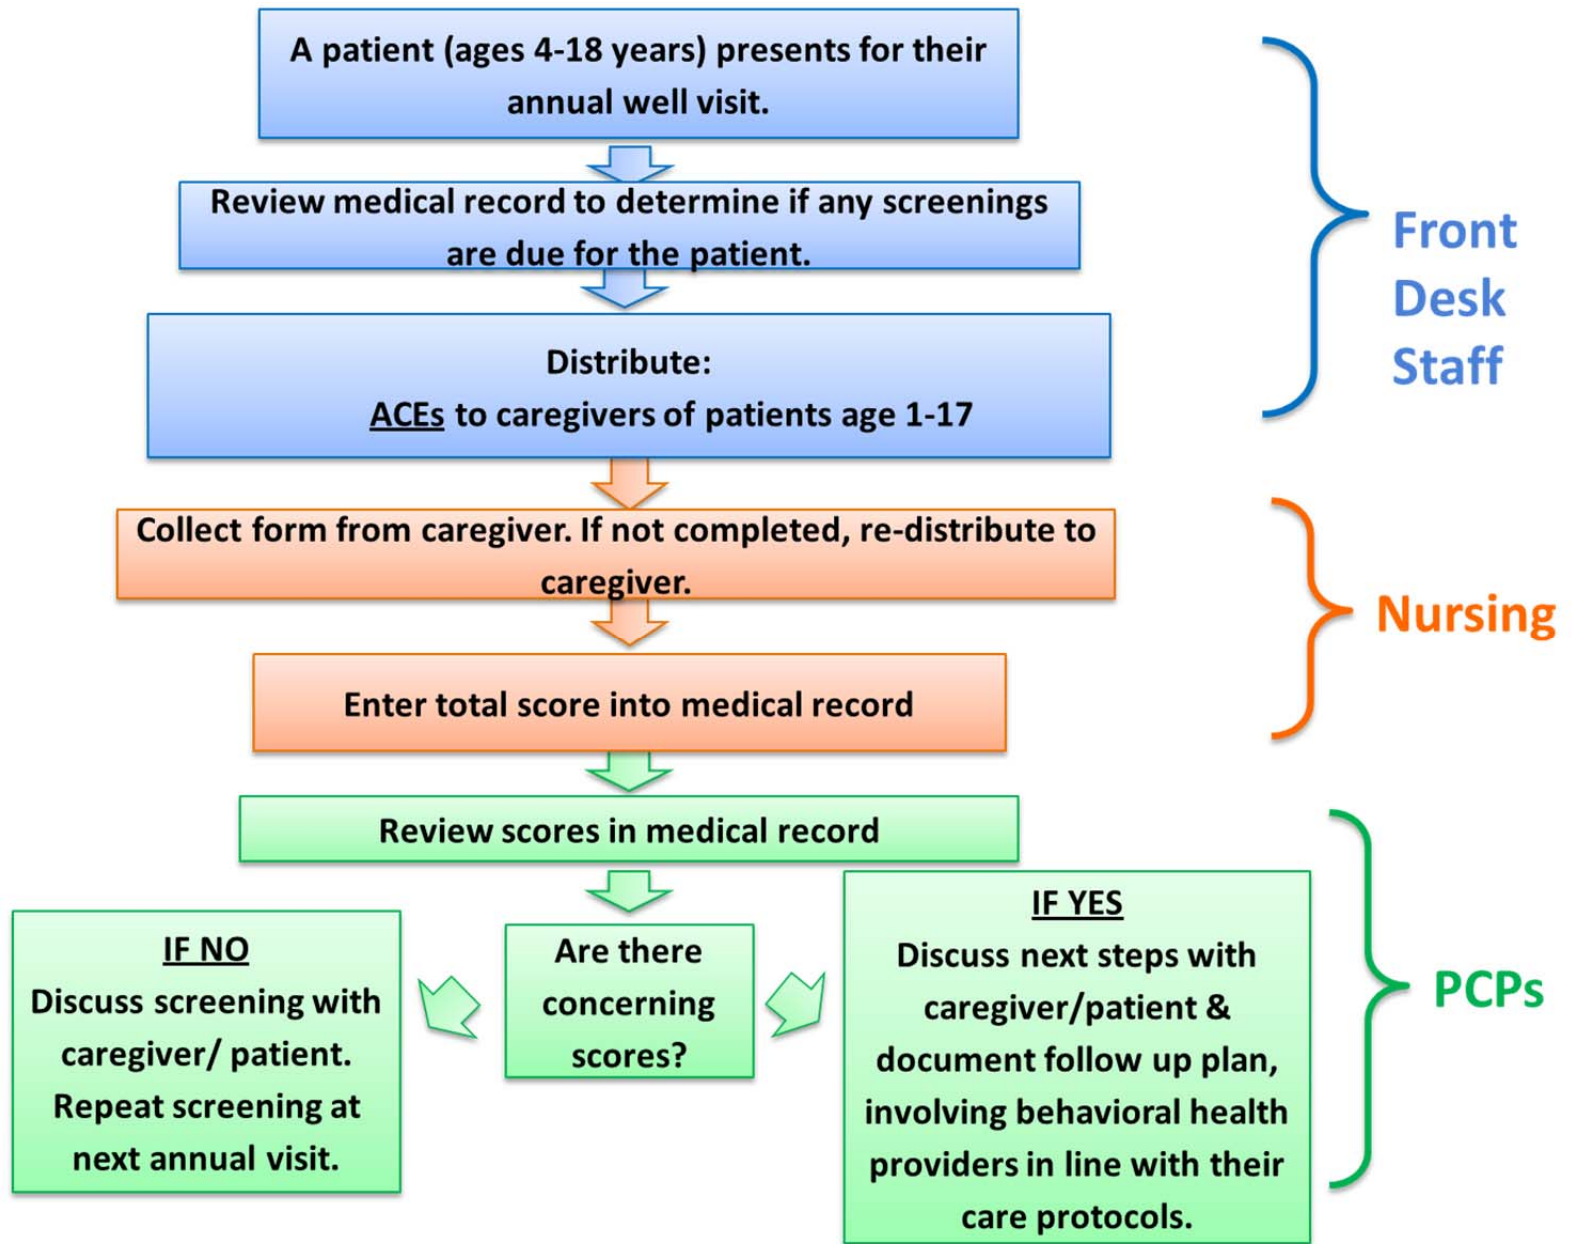 A patient (ages 4-18 years) presents for their
annual well visit.
Review medical record to determine if any screenings
are due for the patient.
Distribute:
ACEs to caregivers of patients age 1-17
Front
Desk
Staff
Collect form from caregiver. If not completed, re-distribute to
caregiver.
Enter total score into medical record
Nursing
Review scores in medical record
Are there
concerning
scores?
IF NO
Discuss screening with
caregiver/ patient.
Repeat screening at
next annual visit.
IF YES
Discuss next steps with
caregiver/patient &
document follow up plan,
involving behavioral health
providers in line with their
care protocols.
PCPs